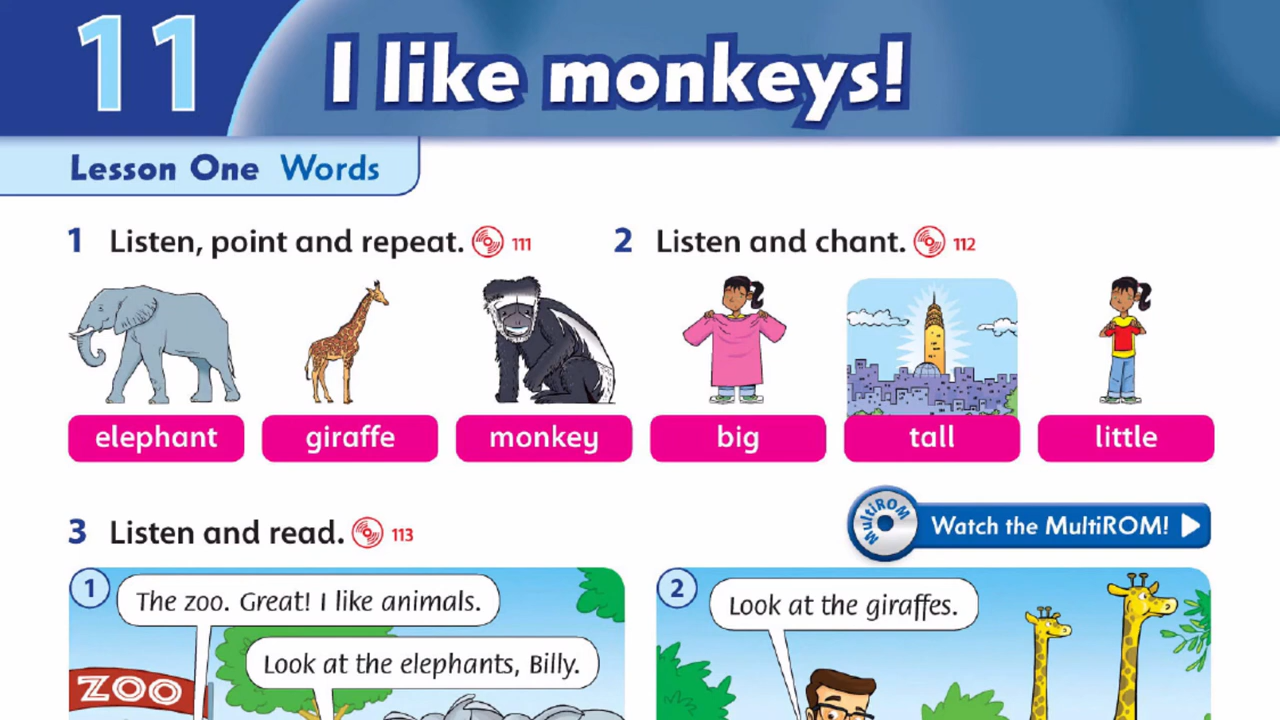 11
I like monkeys!
Lesson One Words
1 Listen, point and repeat. 111
2 Listen and chant. 112
elephant
giraffe
monkey
big
tall
little
3 Listen and read. 113
MultiROM
Watch the MultiROM!
1
The zoo. Great! I like animals.
Look at the elephants, Billy.
ZOO
2
Look at the giraffes.